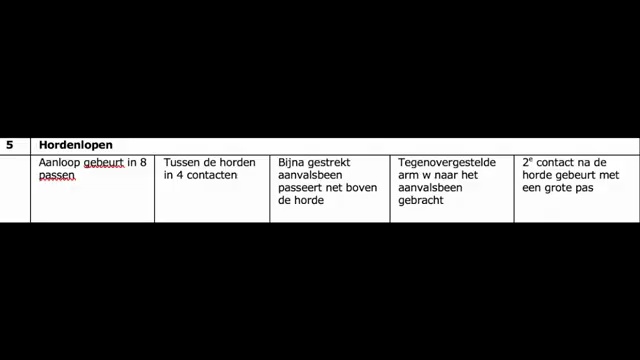 5 Hordenlopen
Aanloop gebeurt in 8
passen
Tussen de horden
in 4 contacten
Bijna gestrekt
aanvalsbeen
passeert net boven
de horde
Tegenovergestelde
arm w naar het
aanvalsbeen
gebracht
2e contact na de
horde gebeurt met
een grote pas